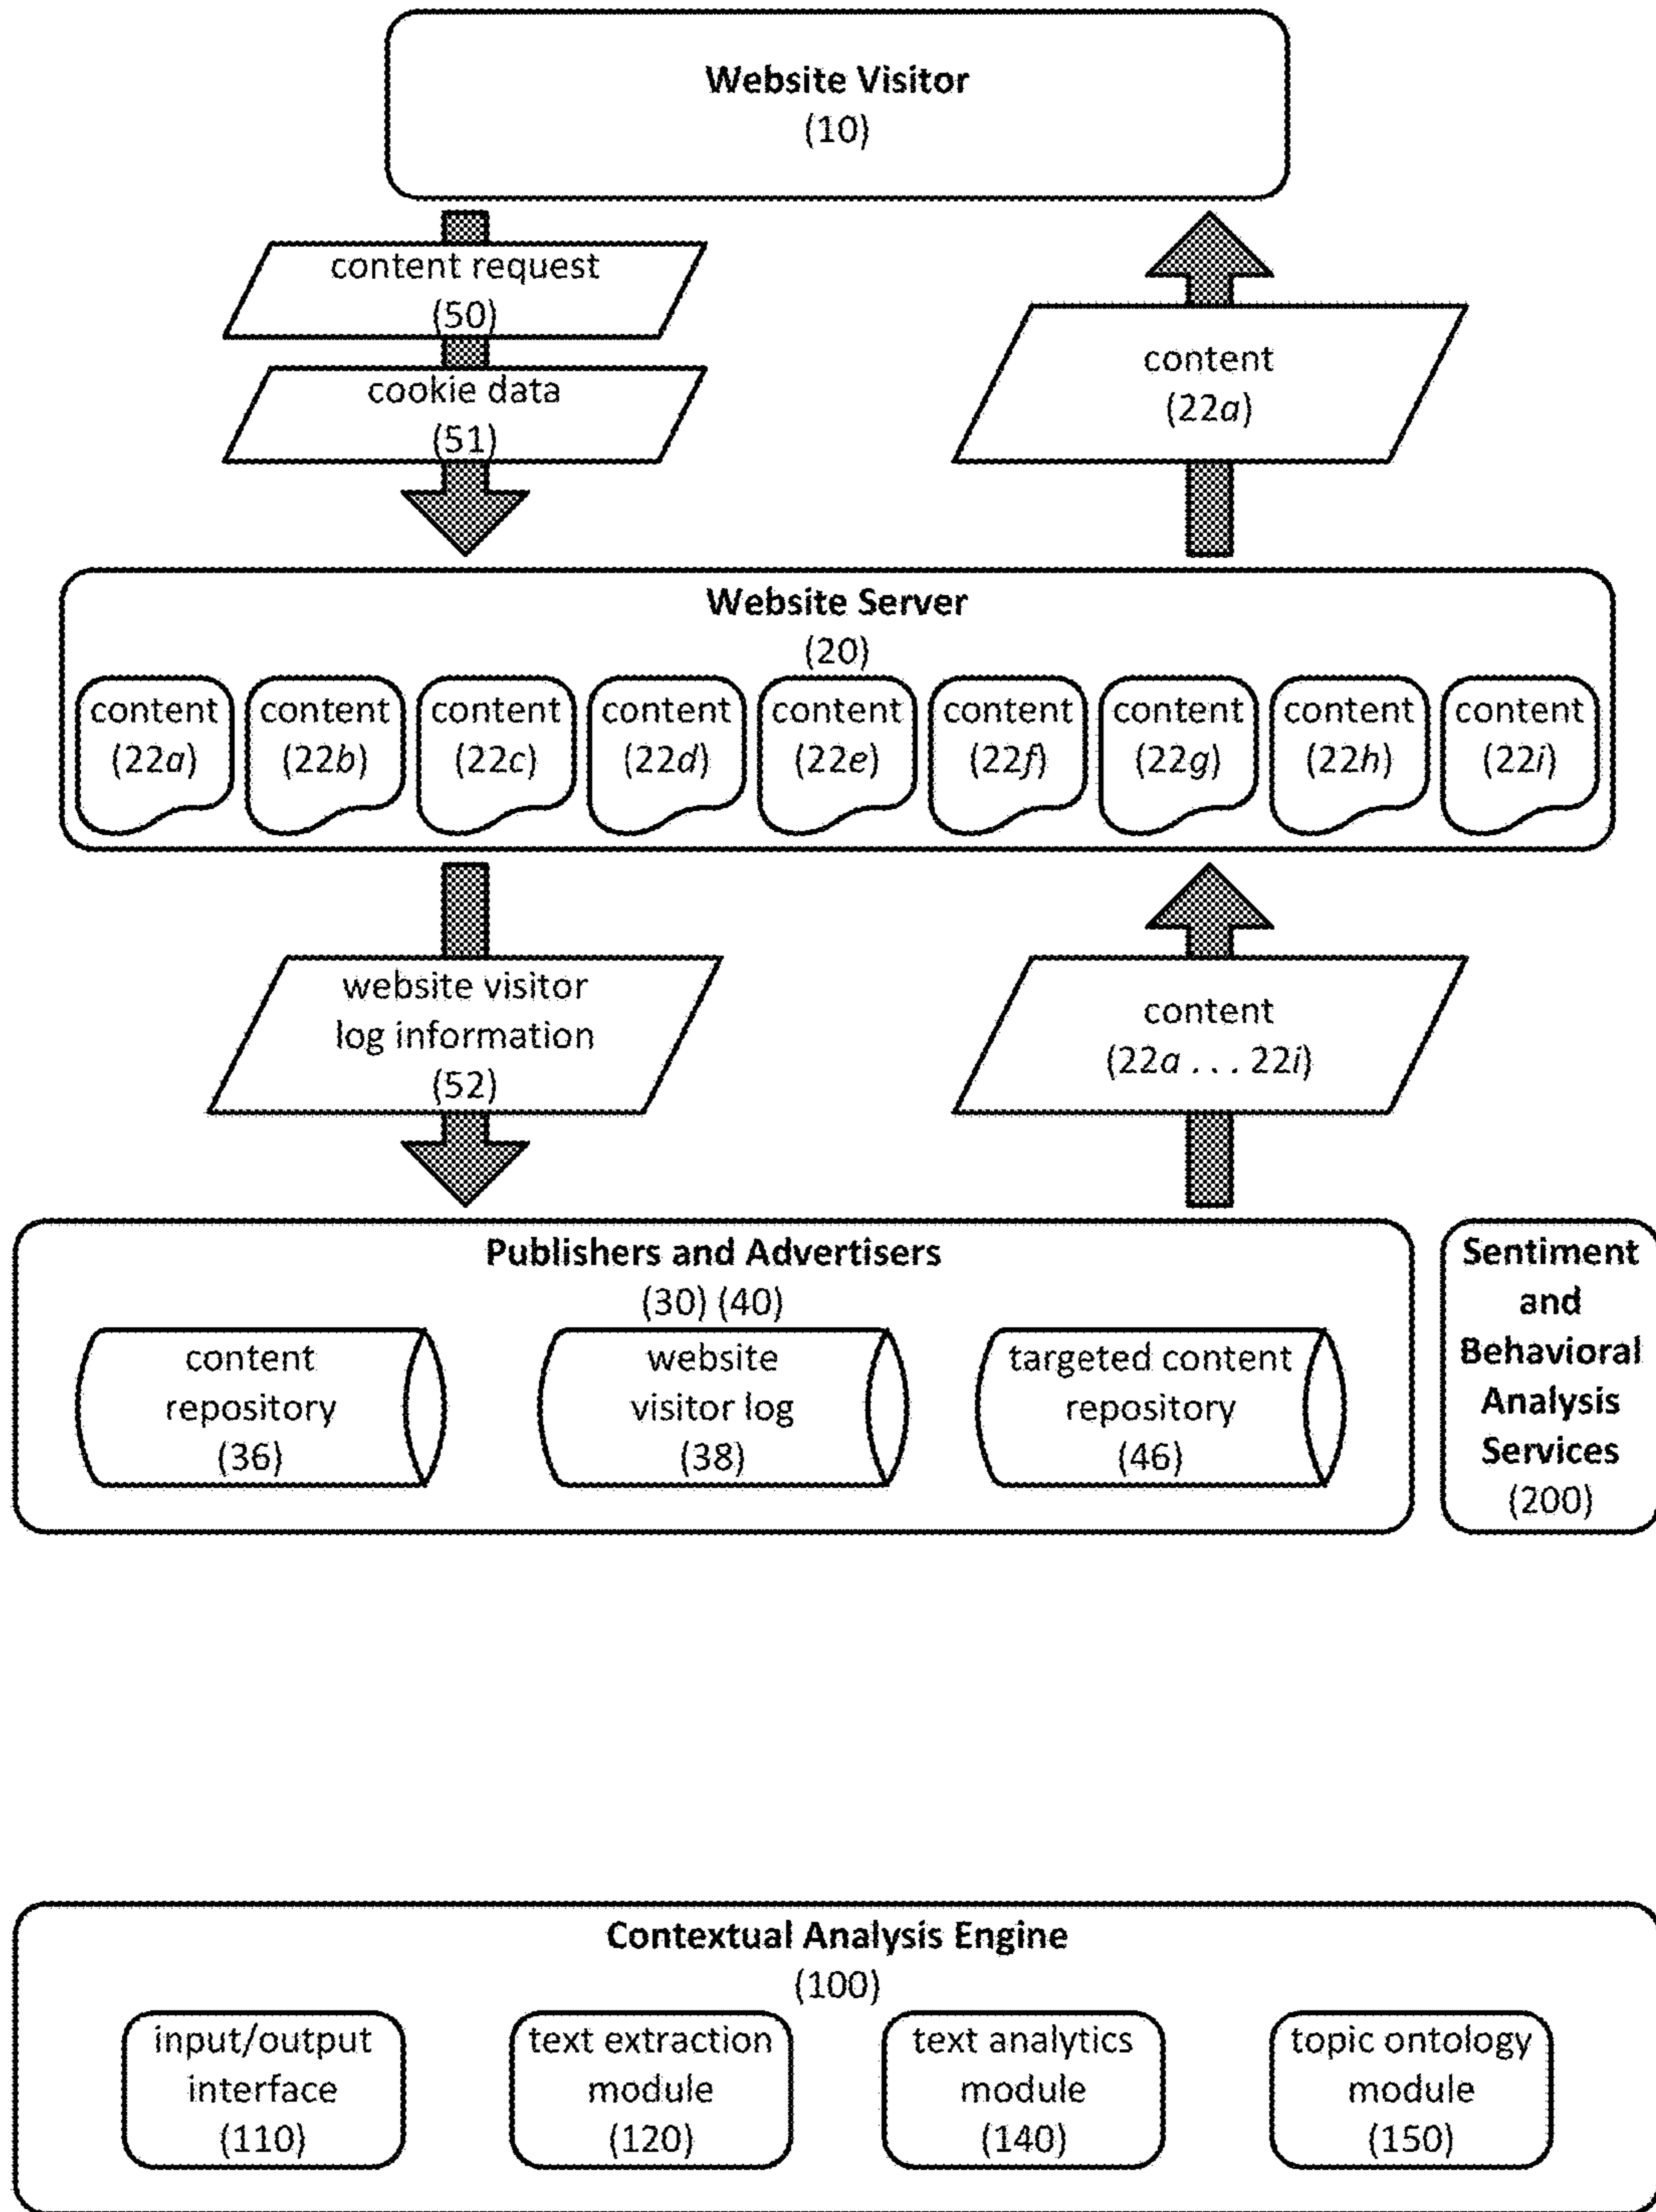 Website Visitor
(10)
content request
(50)
cookie data
(51)
content
(22a)
Website Server
(20)
content
(22a)
content
(22b)
content
(22c)
content
(22d)
content
(22e)
content
(22f)
content
(22g)
content
(22h)
content
(22i)
website visitor
log information
(52)
content
(22a . . . 22i)
Publishers and Advertisers
(30) (40)
content
repository
(36)
website
visitor log
(38)
targeted content
repository
(46)
Sentiment
and
Behavioral
Analysis
Services
(200)
Contextual Analysis Engine
(100)
input/output
interface
(110)
text extraction
module
(120)
text analytics
module
(140)
topic ontology
module
(150)